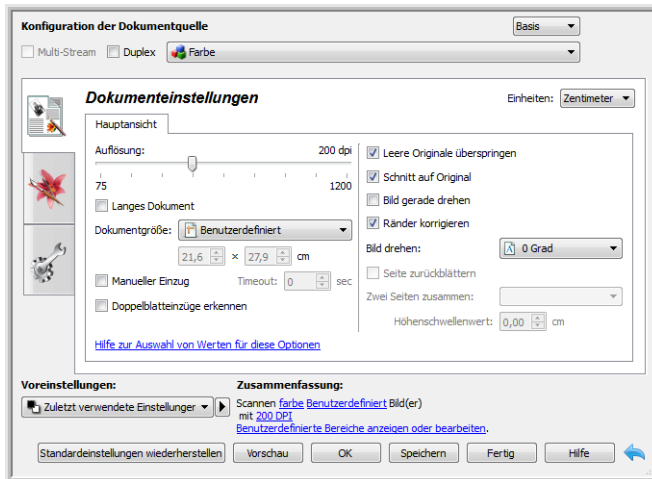 Konfiguration der Dokumentquelle
Basis
Multi-Stream
Duplex
Farbe
Dokumenteinstellungen
Einheiten: Zentimeter
Hauptansicht
Auflösung: 200 dpi
75 1200
Langes Dokument
Dokumentgröße: Benutzerdefiniert
21,6 × 27,9 cm
Manueller Einzug Timeout: 0 sec
Doppelblatteinzüge erkennen
Hilfe zur Auswahl von Werten für diese Optionen
Leere Originale überspringen
Schnitt auf Original
Bild gerade drehen
Ränder korrigieren
Bild drehen: A 0 Grad
Seite zurückblättern
Zwei Seiten zusammen:
Höhenschwellenwert: 0,00 cm
Voreinstellungen:
Zuletzt verwendete Einstellunger
Zusammenfassung:
Scannen farbe Benutzerdefiniert Bild(er)
mit 200 DPI
Benutzerdefinierte Bereiche anzeigen oder bearbeiten.
Standardeinstellungen wiederherstellen
Vorschau
OK
Speichern
Fertig
Hilfe